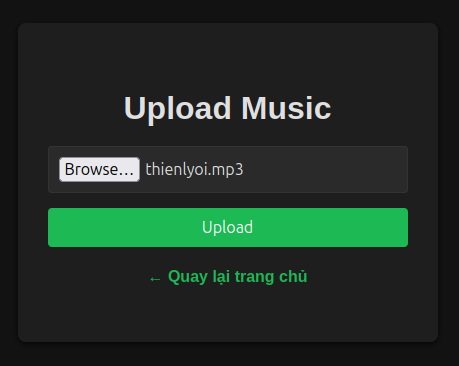 Upload Music
Browse... thienlyoi.mp3
Upload
← Quay lại trang chủ